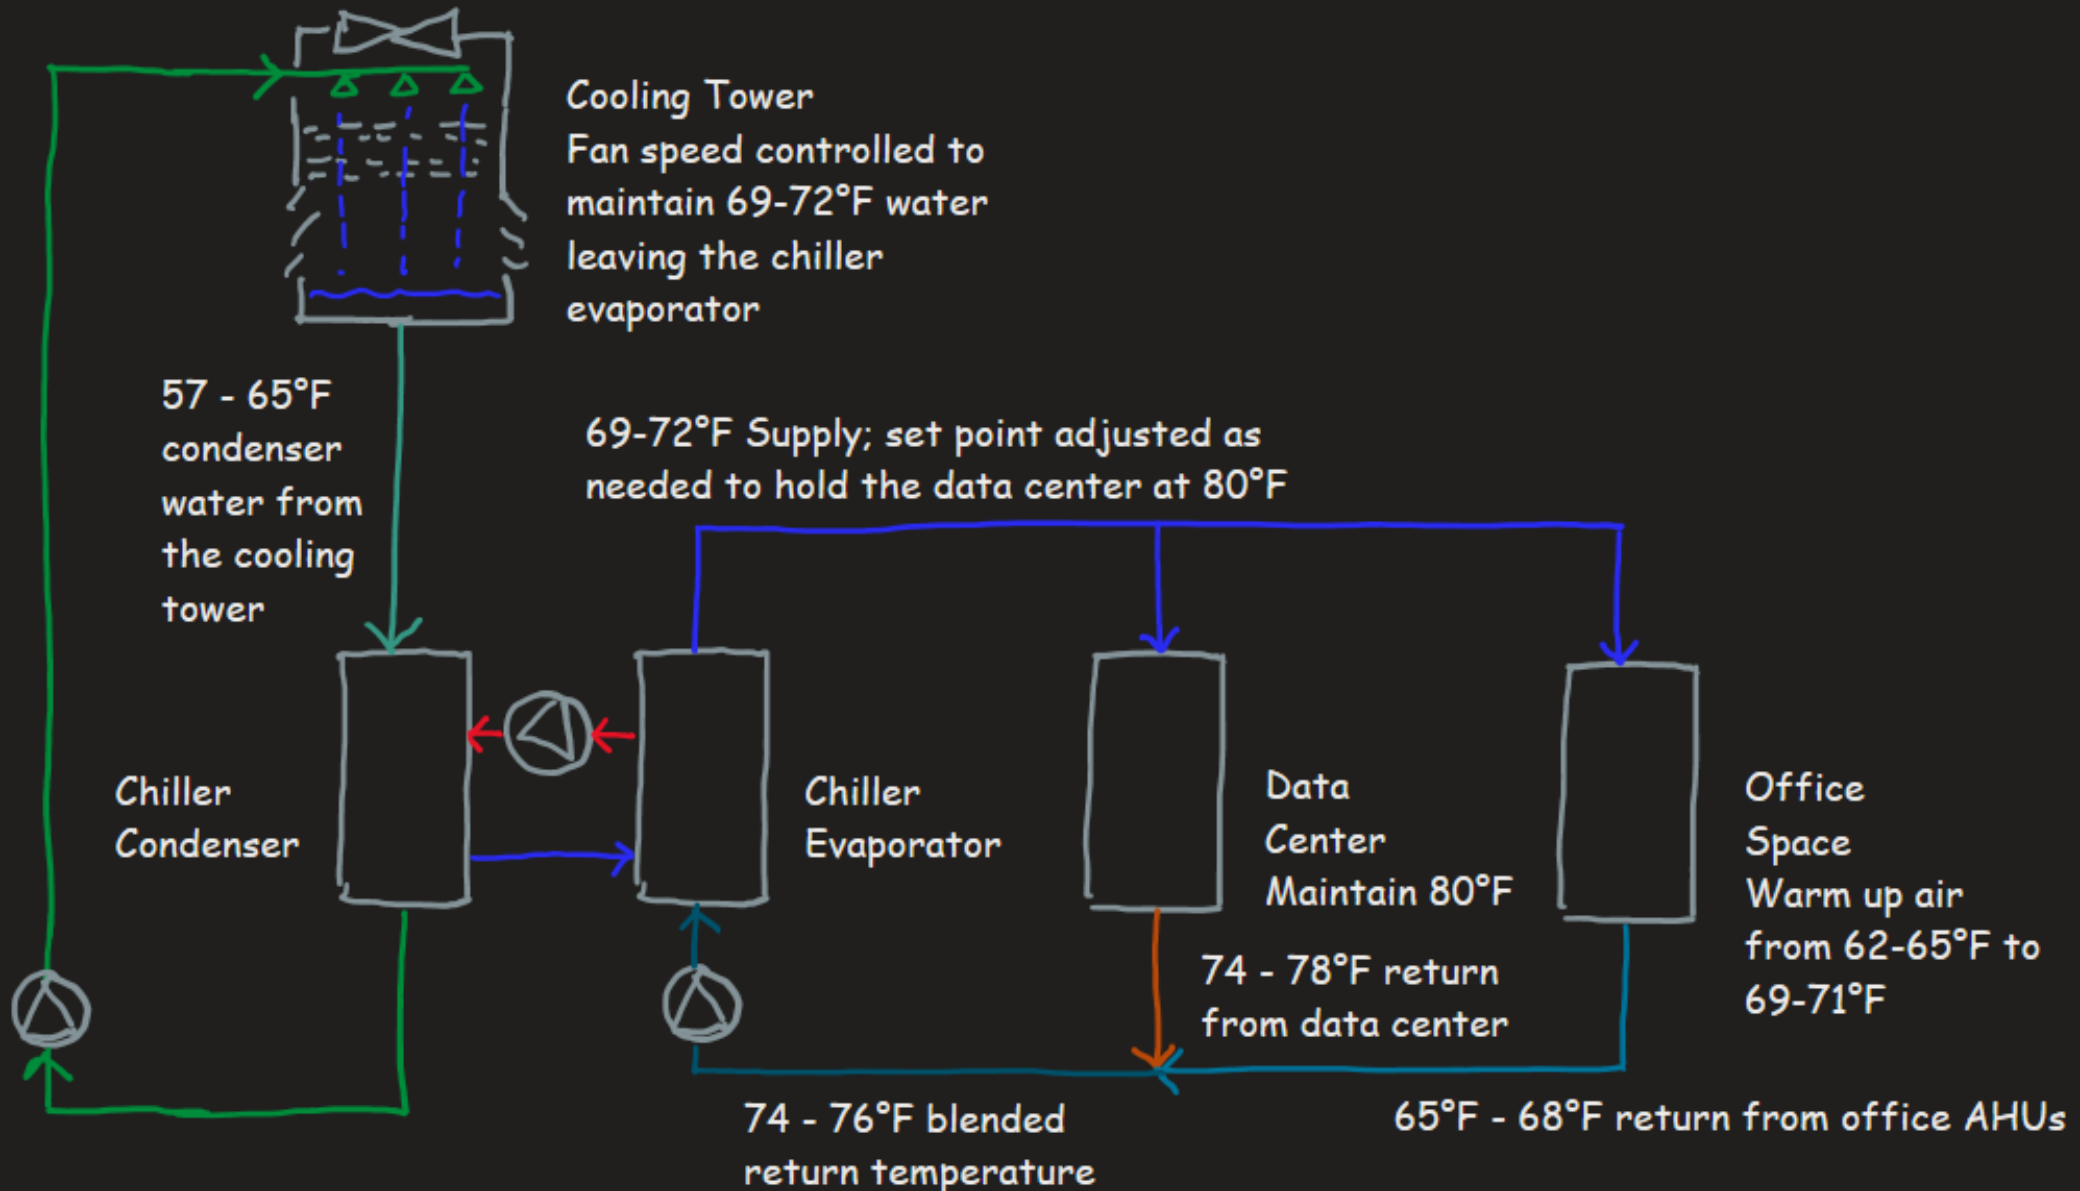 Cooling Tower
Fan speed controlled to
maintain 69-72°F water
leaving the chiller
evaporator
57 - 65°F
condenser
water from
the cooling
tower
69-72°F Supply; set point adjusted as
needed to hold the data center at 80°F
Chiller
Condenser
Chiller
Evaporator
Data
Center
Maintain 80°F
Office
Space
Warm up air
from 62-65°F to
69-71°F
74 - 78°F return
from data center
74 - 76°F blended
return temperature
65°F - 68°F return from office AHUs